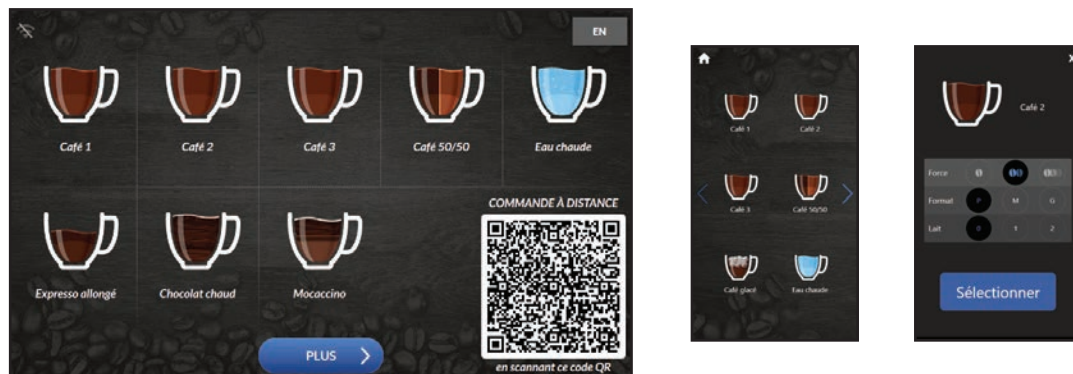 EN
Café 1
Café 2
Café 3
Café 50/50
Eau chaude
Expresso allongé
Chocolat chaud
Mocaccino
COMMANDE À DISTANCE
en scannant ce code QR
PLUS
Café 1
Café 2
Café 3
Café 50/50
Café glacé
Eau chaude
X
Café 2
Force
Format P M G
Lait 0 1 2
Sélectionner